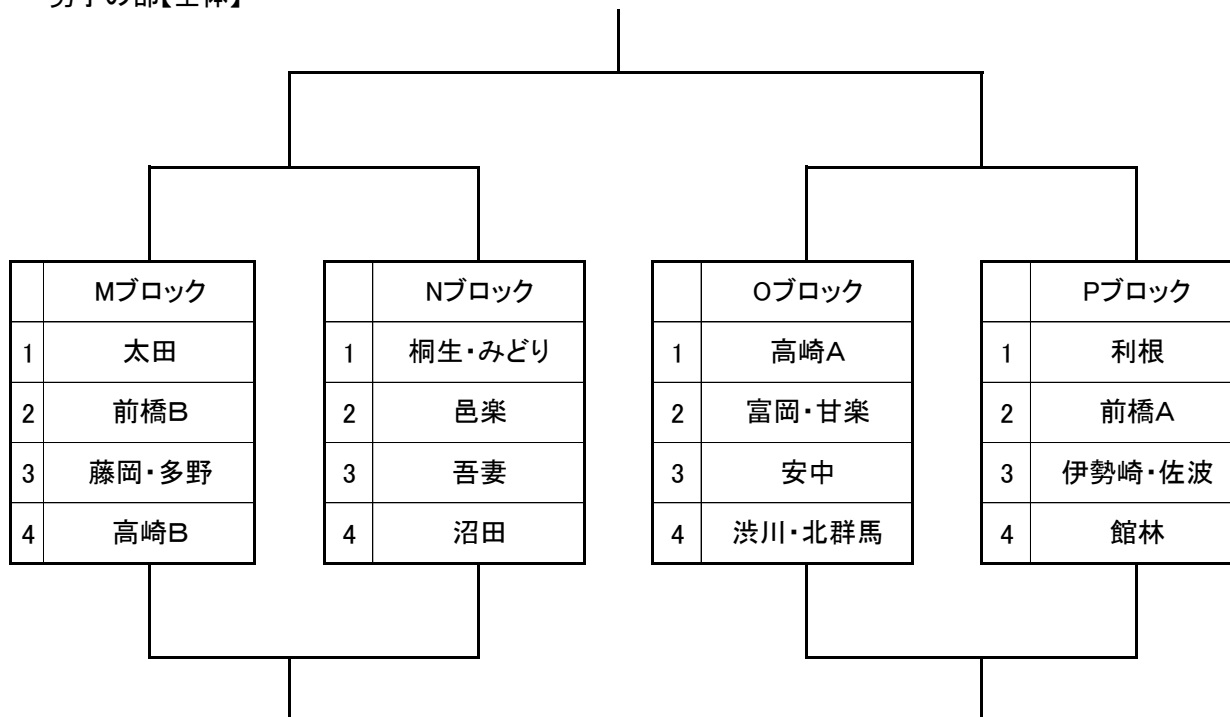 Mブロック
1 太田
2 前橋B
3 藤岡・多野
4 高崎B
Nブロック
1 桐生・みどり
2 邑楽
3 吾妻
4 沼田
Oブロック
1 高崎A
2 富岡・甘楽
3 安中
4 渋川・北群馬
Pブロック
1 利根
2 前橋A
3 伊勢崎・佐波
4 館林